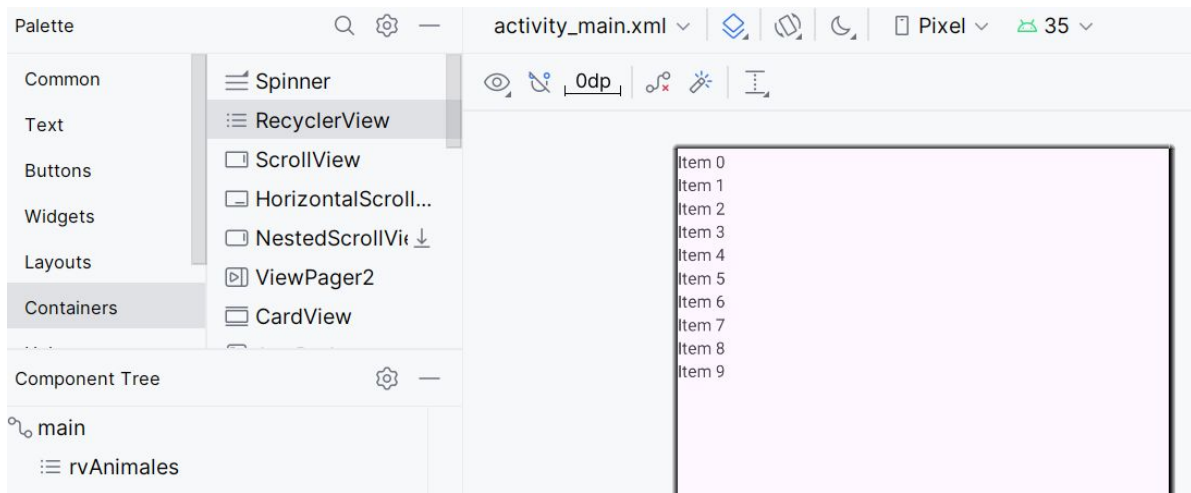 Palette
activity_main.xml
Pixel
35
Common
Text
Buttons
Widgets
Layouts
Containers
Spinner
RecyclerView
ScrollView
HorizontalScroll...
NestedScrollVi
ViewPager2
CardView
0dp
Item 0
Item 1
Item 2
Item 3
Item 4
Item 5
Item 6
Item 7
Item 8
Item 9
Component Tree
main
rvAnimales